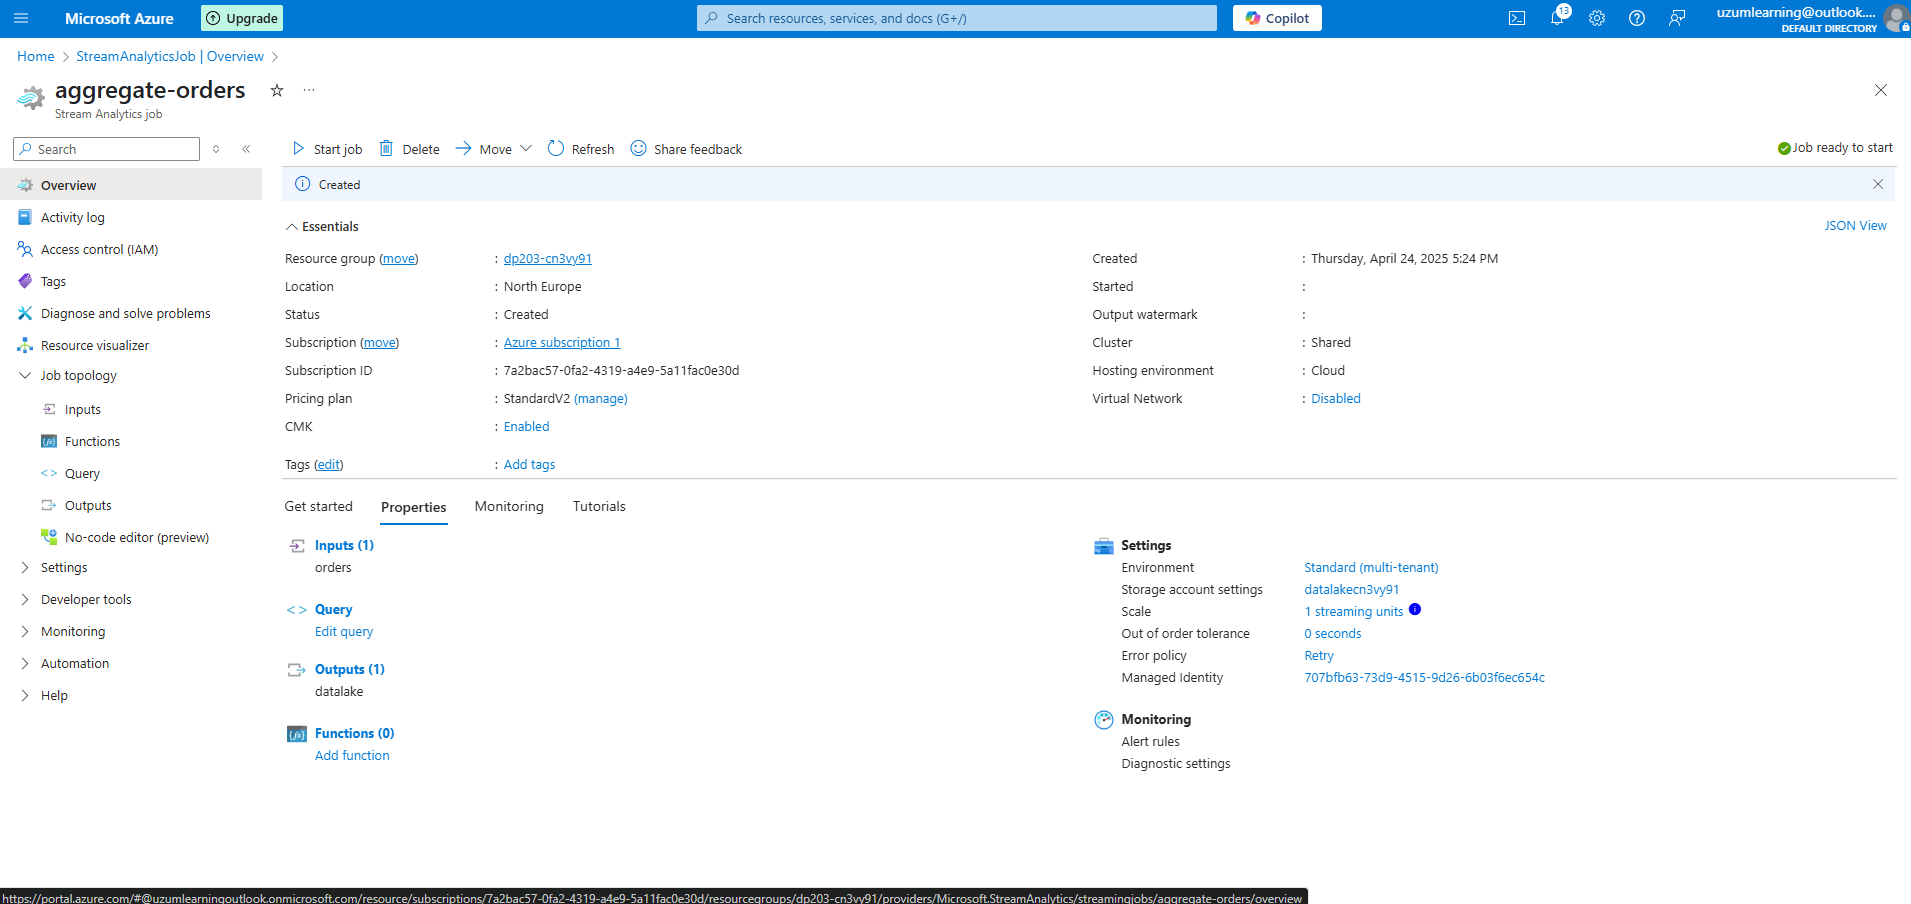 Microsoft Azure
Upgrade
Search resources, services, and docs (G+/)
Copilot
13
uzumlearning@outlook....
DEFAULT DIRECTORY
Home > StreamAnalyticsJob | Overview >
aggregate-orders
Stream Analytics job
Search
Start job
Delete
Move
Refresh
Share feedback
Job ready to start
Created
Overview
Activity log
Access control (IAM)
Tags
Diagnose and solve problems
Resource visualizer
Job topology
Inputs
Functions
Query
Outputs
No-code editor (preview)
Settings
Developer tools
Monitoring
Automation
Help
Essentials
JSON View
Resource group (move) : dp203-cn3vy91
Location : North Europe
Status : Created
Subscription (move) : Azure subscription 1
Subscription ID : 7a2bac57-0fa2-4319-a4e9-5a11fac0e30d
Pricing plan : StandardV2 (manage)
CMK : Enabled
Tags (edit) : Add tags
Created : Thursday, April 24, 2025 5:24 PM
Started :
Output watermark :
Cluster : Shared
Hosting environment : Cloud
Virtual Network : Disabled
Get started
Properties
Monitoring
Tutorials
Inputs (1)
orders
Query
Edit query
Outputs (1)
datalake
Functions (0)
Add function
Settings
Environment Standard (multi-tenant)
Storage account settings datalakecn3vy91
Scale 1 streaming units
Out of order tolerance 0 seconds
Error policy Retry
Managed Identity 707bfb63-73d9-4515-9d26-6b03f6ec654c
Monitoring
Alert rules
Diagnostic settings
https://portal.azure.com/#@uzumlearningoutlook.onmicrosoft.com/resource/subscriptions/7a2bac57-0fa2-4319-a4e9-5a11fac0e30d/resourcegroups/dp203-cn3vy91/providers/Microsoft.StreamAnalytics/streamingjobs/aggregate-orders/overview